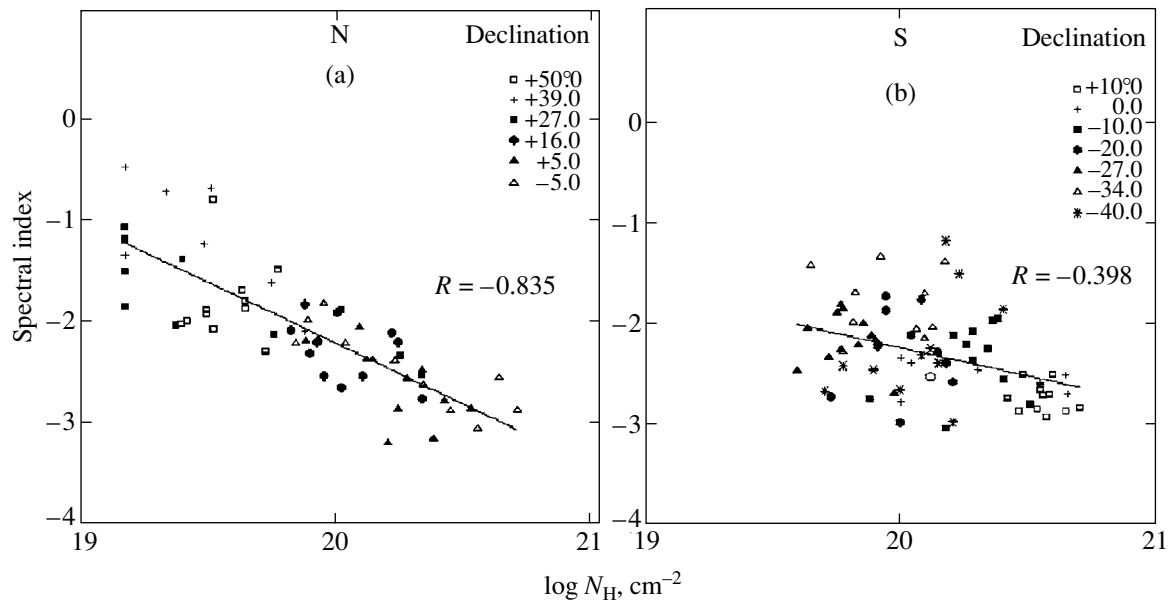 N
Declination
(a)
+50°.0
+39.0
+27.0
+16.0
+5.0
−5.0
R = −0.835
0
−1
−2
−3
−4
19
20
21
Spectral index
S
Declination
(b)
+10°.0
0.0
−10.0
−20.0
−27.0
−34.0
−40.0
R = −0.398
0
−1
−2
−3
−4
19
20
21
log N_H, cm⁻²